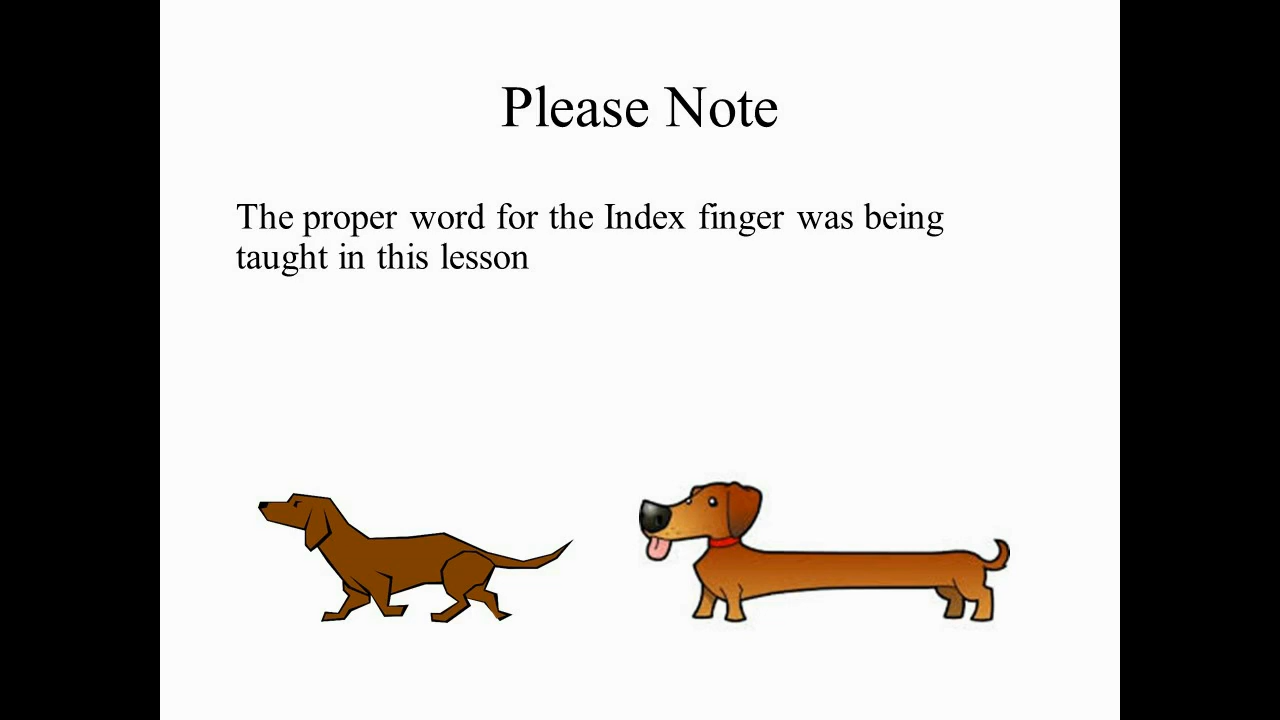 Please Note
The proper word for the Index finger was being
taught in this lesson